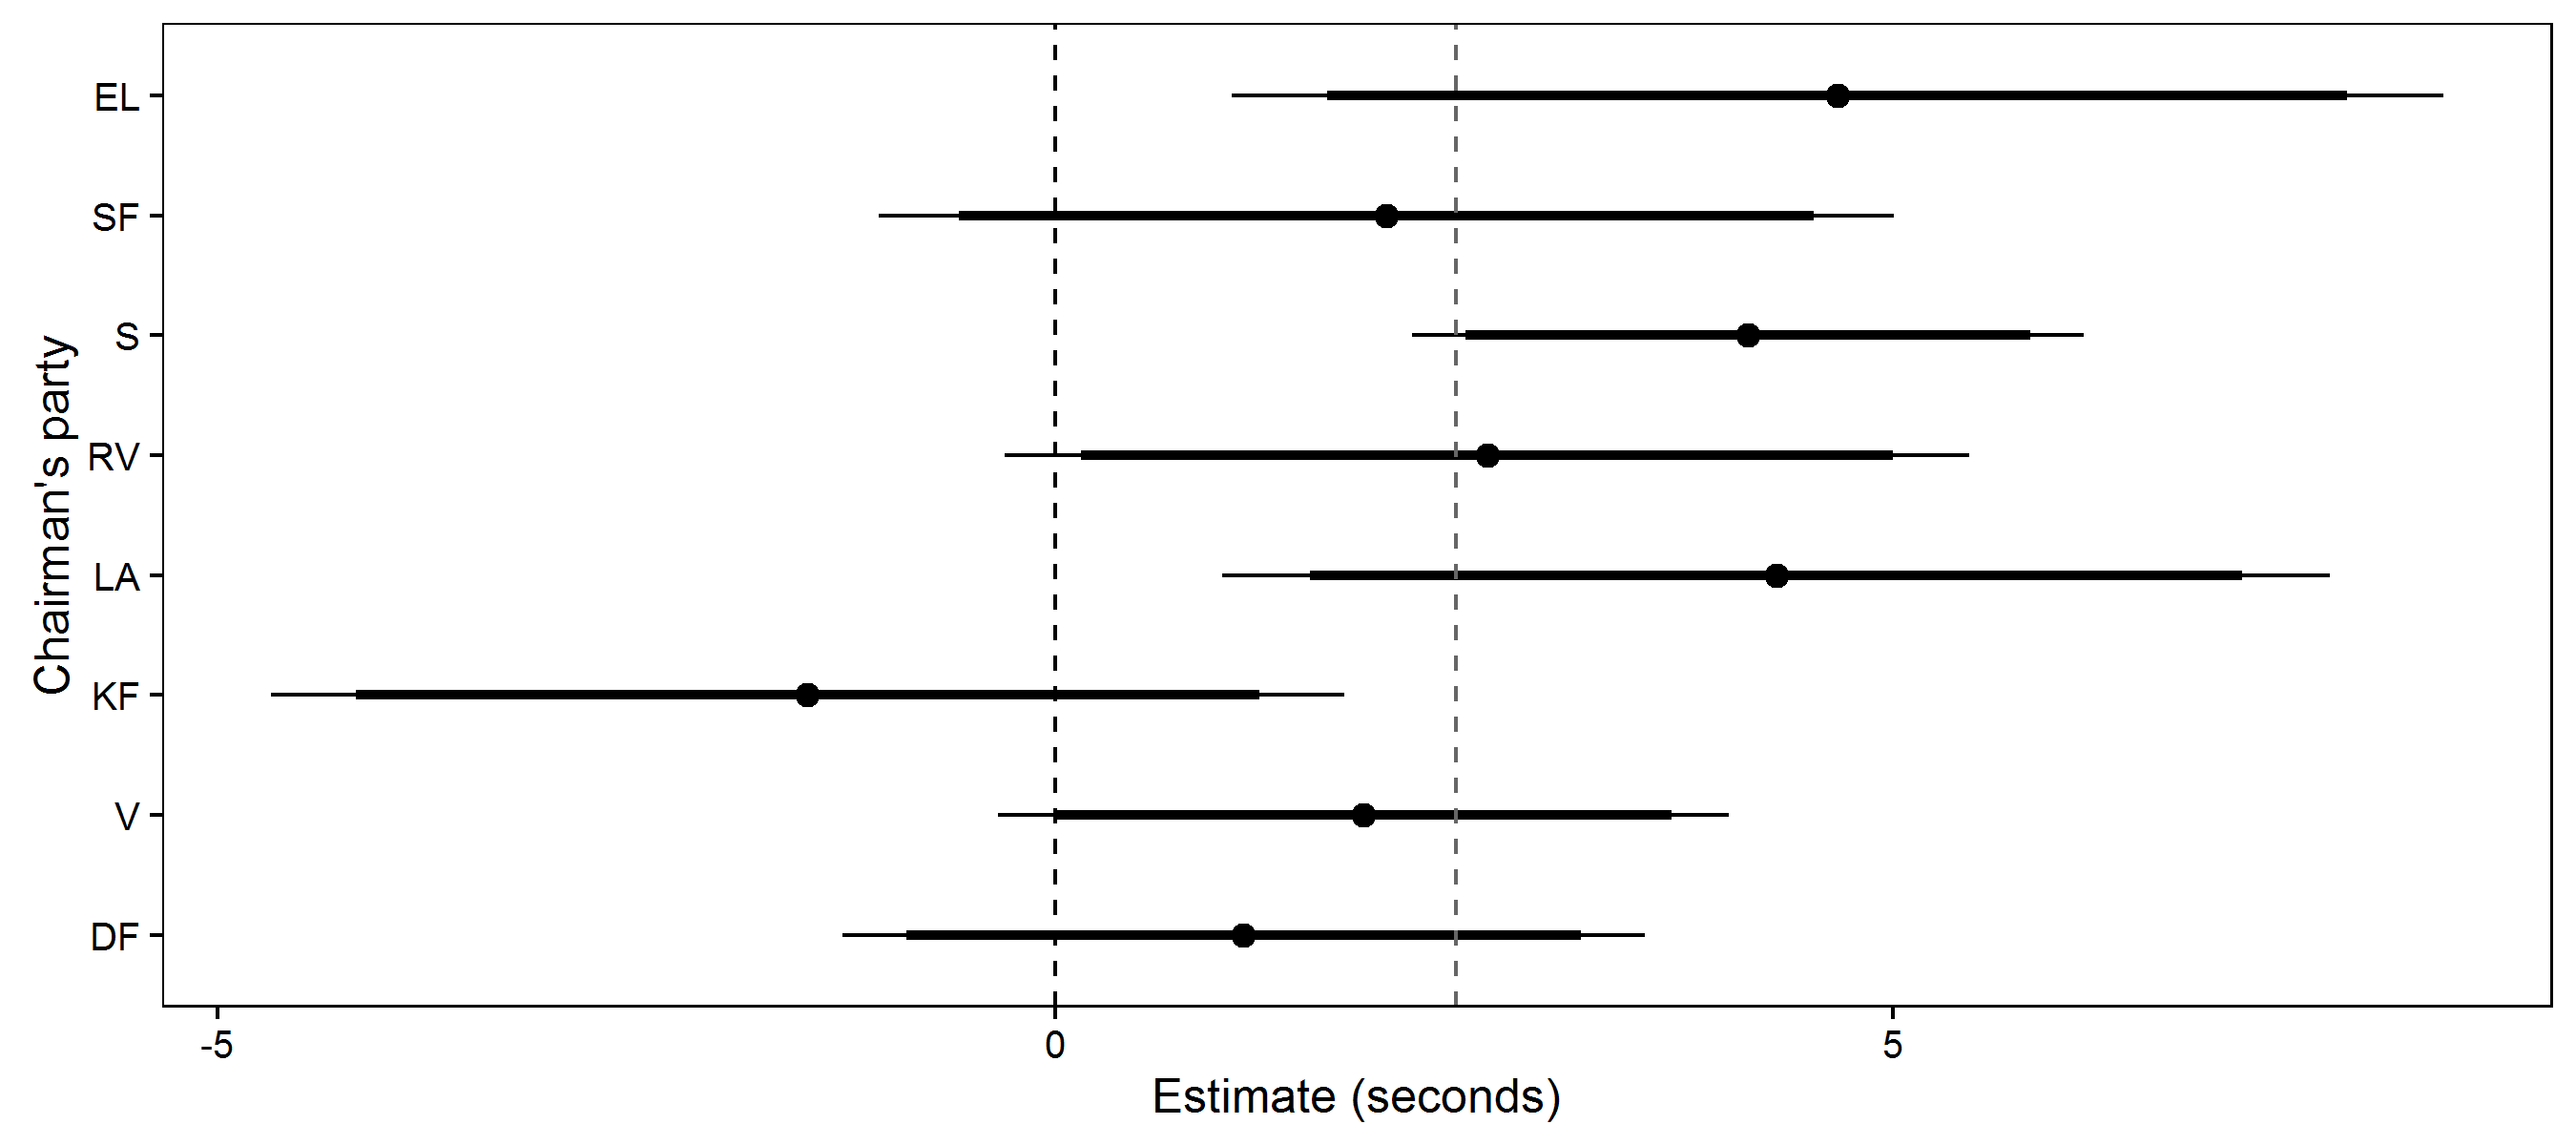 Chairman's party
EL
SF
S
RV
LA
KF
V
DF
-5
0
5
Estimate (seconds)